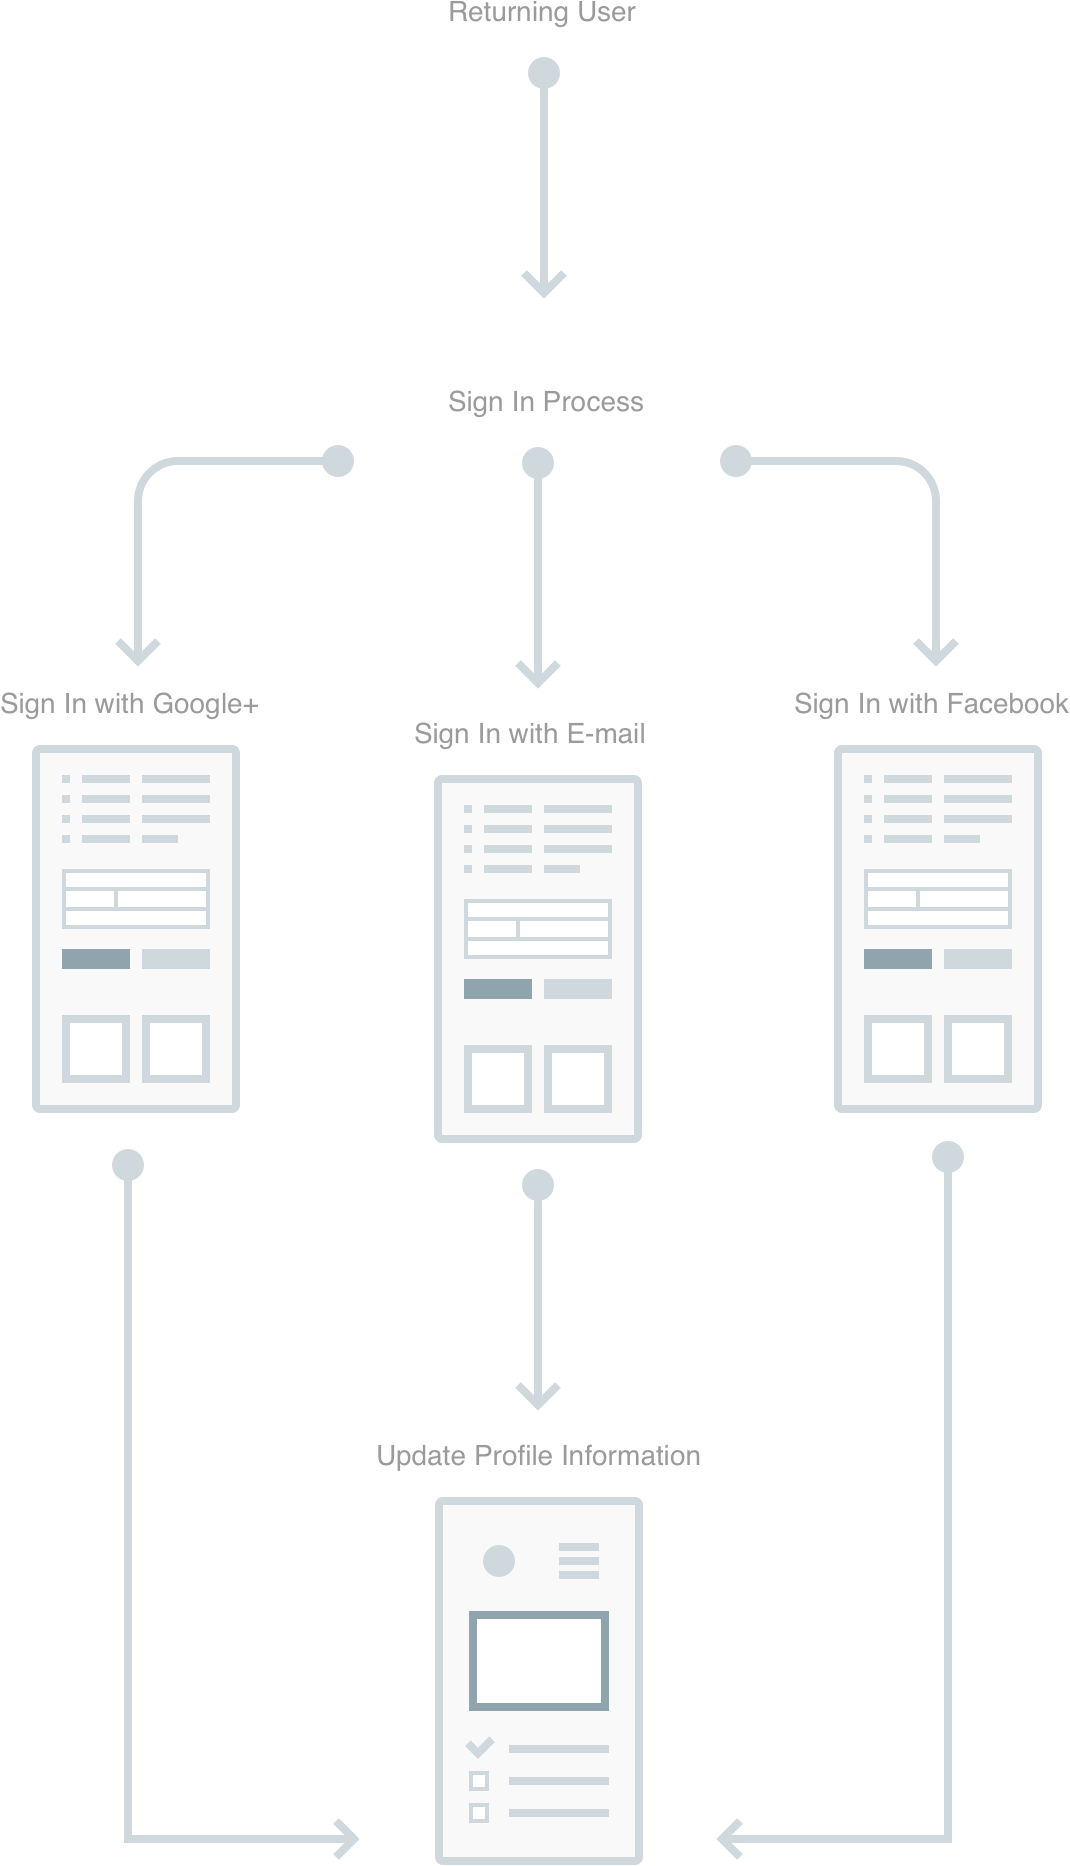 Returning User
Sign In Process
Sign In with Google+
Sign In with E-mail
Sign In with Facebook
Update Profile Information